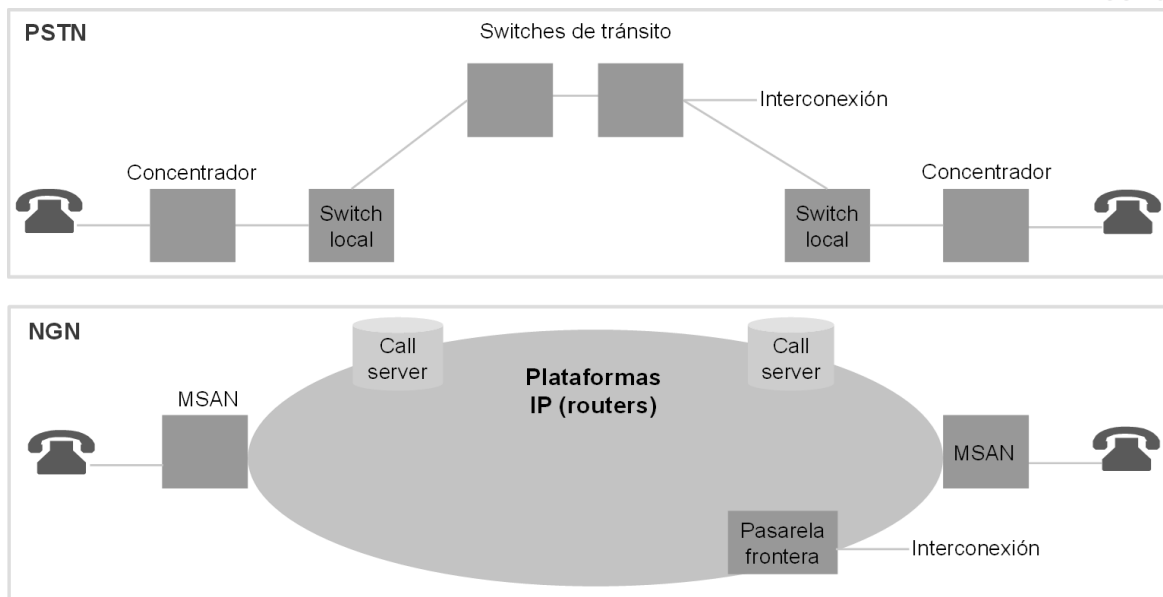 PSTN
Switches de tránsito
Interconexión
Concentrador
Concentrador
Switch
local
Switch
local
NGN
Call
server
Call
server
Plataformas
IP (routers)
MSAN
MSAN
Pasarela
frontera
Interconexión